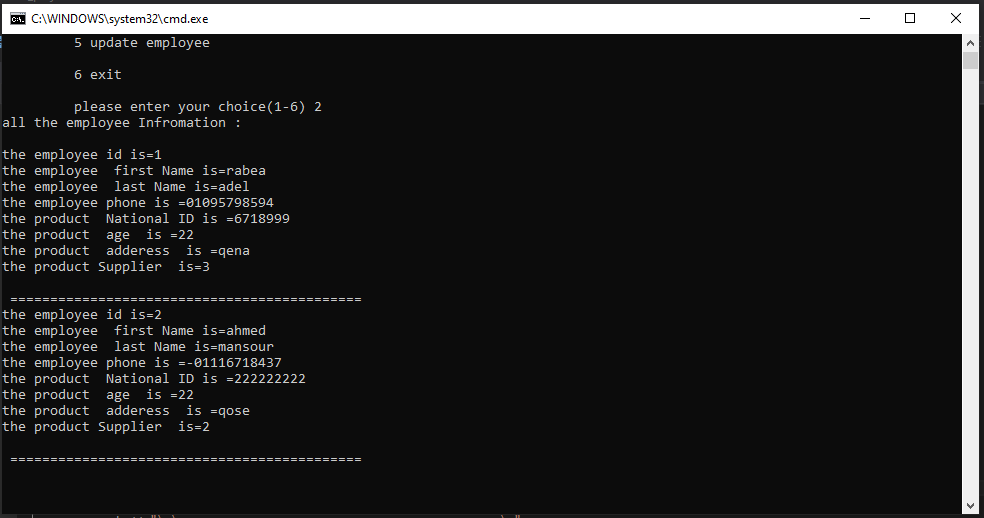 C:\WINDOWS\system32\cmd.exe
5 update employee
6 exit
please enter your choice(1-6) 2
all the employee Infromation :
the employee id is=1
the employee  first Name is=rabea
the employee  last Name is=adel
the employee phone is =01095798594
the product  National ID is =6718999
the product  age  is =22
the product  adderess  is =qena
the product Supplier  is=3
============================================
the employee id is=2
the employee  first Name is=ahmed
the employee  last Name is=mansour
the employee phone is =-01116718437
the product  National ID is =222222222
the product  age  is =22
the product  adderess  is =qose
the product Supplier  is=2
============================================